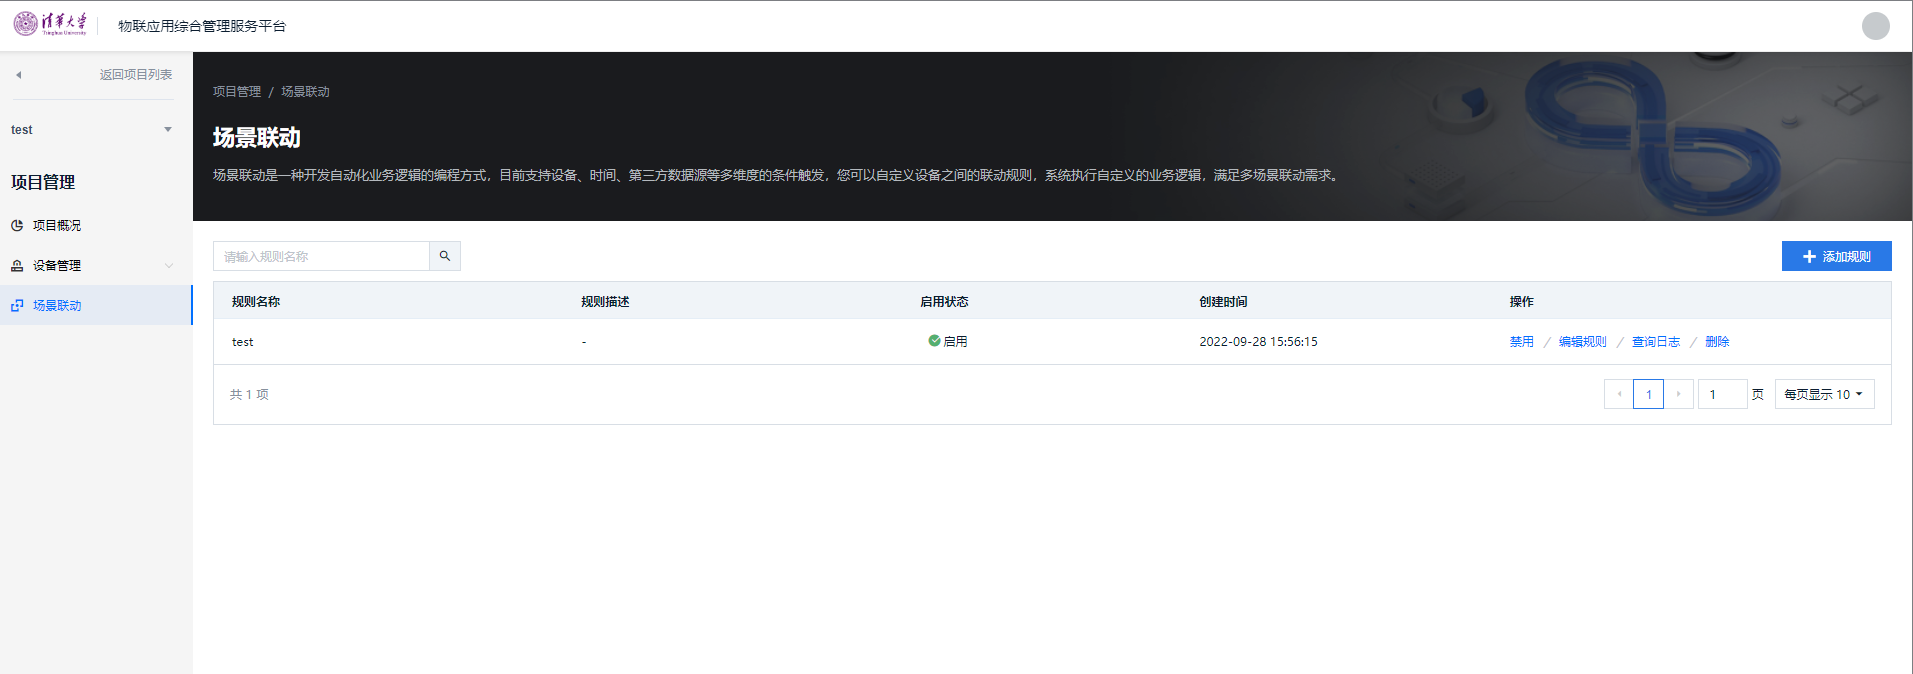 清华大学
Tsinghua University
物联应用综合管理服务平台
返回项目列表
test
项目管理
项目概况
设备管理
场景联动
项目管理 / 场景联动
场景联动
场景联动是一种开发自动化业务逻辑的编程方式，目前支持设备、时间、第三方数据源等多维度的条件触发，您可以自定义设备之间的联动规则，系统执行自定义的业务逻辑，满足多场景联动需求。
请输入规则名称
添加规则
规则名称 规则描述 启用状态 创建时间 操作
test - 启用 2022-09-28 15:56:15 禁用 / 编辑规则 / 查询日志 / 删除
共 1 项
1 1 页 每页显示 10